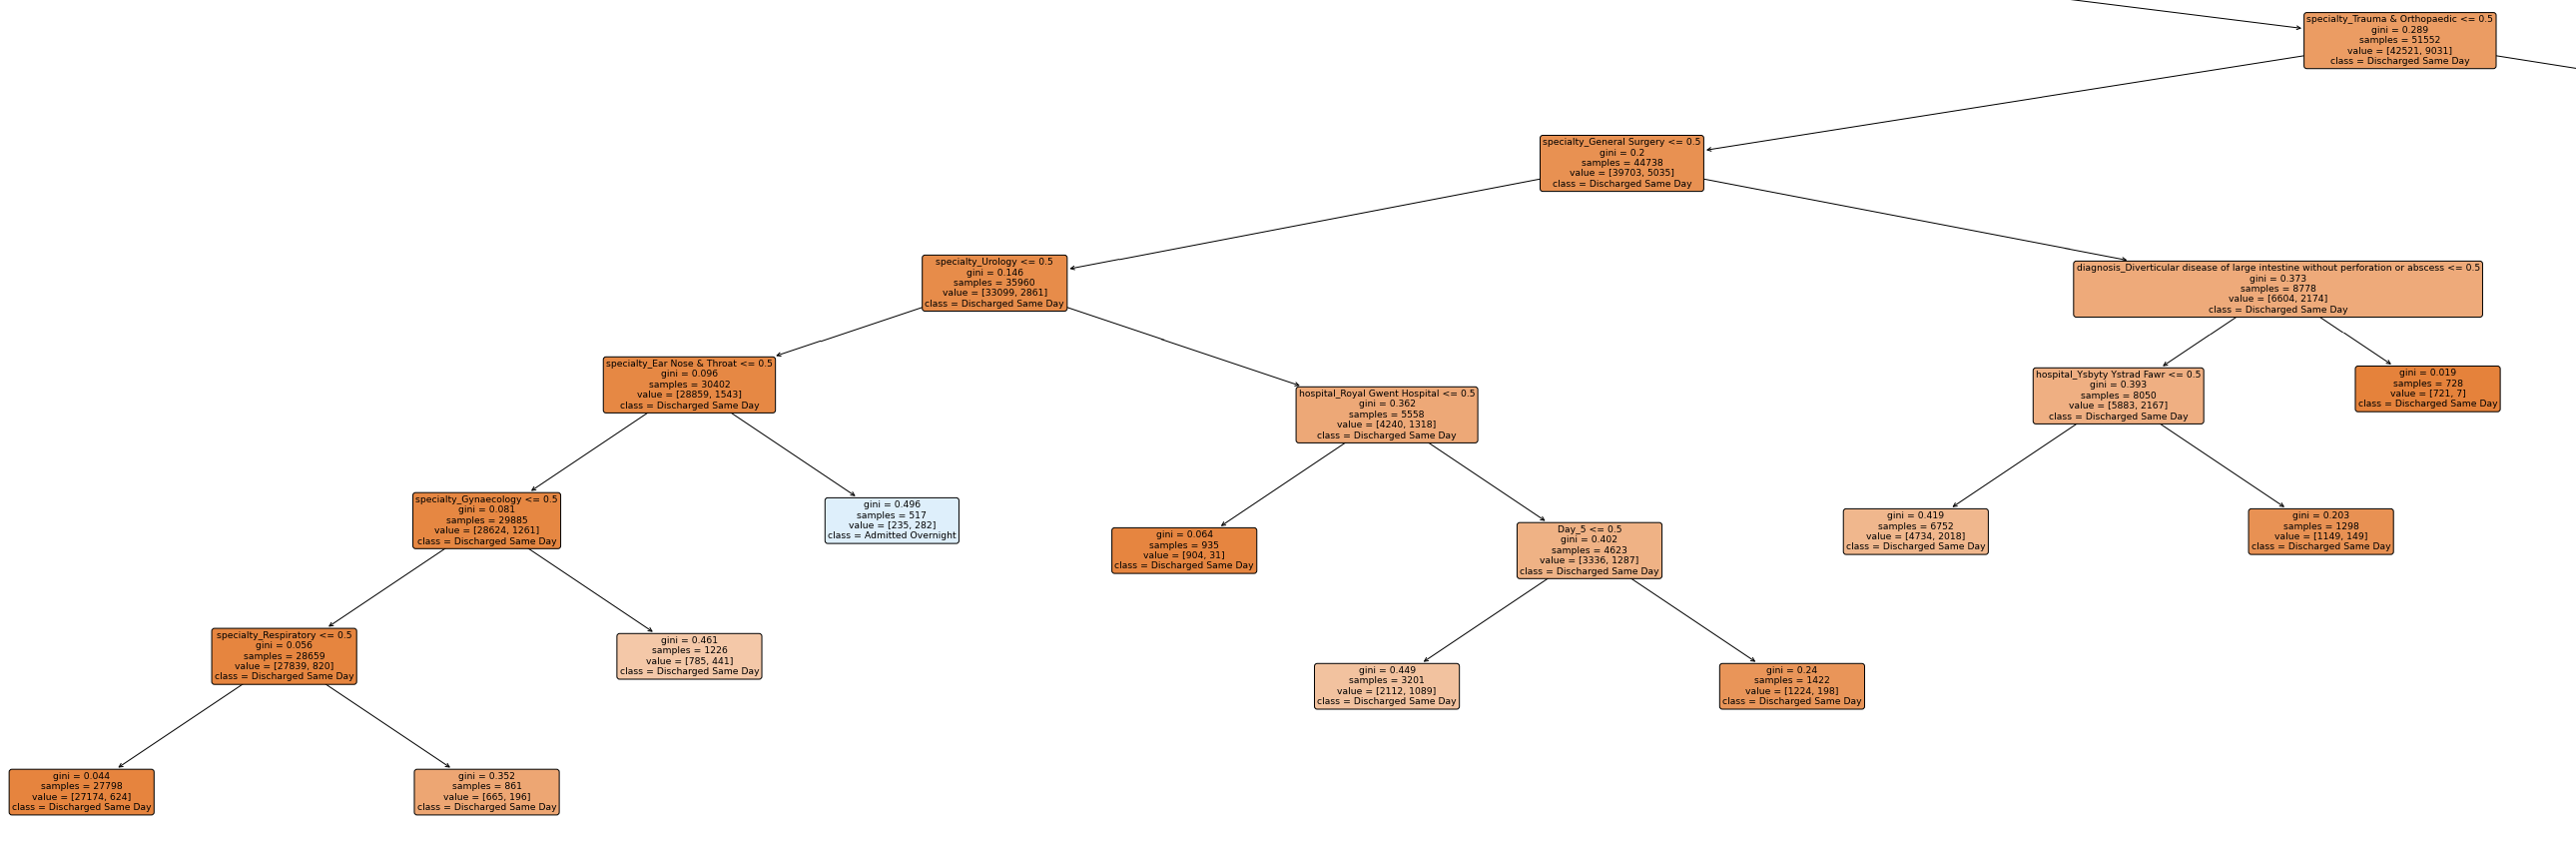 specialty_Trauma & Orthopaedic <= 0.5
gini = 0.289
samples = 51552
value = [42521, 9031]
class = Discharged Same Day
specialty_General Surgery <= 0.5
gini = 0.2
samples = 44738
value = [39703, 5035]
class = Discharged Same Day
specialty_Urology <= 0.5
gini = 0.146
samples = 35960
value = [33099, 2861]
class = Discharged Same Day
diagnosis_Diverticular disease of large intestine without perforation or abscess <= 0.5
gini = 0.373
samples = 8778
value = [6604, 2174]
class = Discharged Same Day
specialty_Ear Nose & Throat <= 0.5
gini = 0.096
samples = 30402
value = [28859, 1543]
class = Discharged Same Day
hospital_Royal Gwent Hospital <= 0.5
gini = 0.362
samples = 5558
value = [4240, 1318]
class = Discharged Same Day
hospital_Ysbyty Ystrad Fawr <= 0.5
gini = 0.393
samples = 8050
value = [5883, 2167]
class = Discharged Same Day
gini = 0.019
samples = 728
value = [721, 7]
class = Discharged Same Day
specialty_Gynaecology <= 0.5
gini = 0.081
samples = 29885
value = [28624, 1261]
class = Discharged Same Day
gini = 0.496
samples = 517
value = [235, 282]
class = Admitted Overnight
gini = 0.064
samples = 935
value = [904, 31]
class = Discharged Same Day
Day_5 <= 0.5
gini = 0.402
samples = 4623
value = [3336, 1287]
class = Discharged Same Day
gini = 0.419
samples = 6752
value = [4734, 2018]
class = Discharged Same Day
gini = 0.203
samples = 1298
value = [1149, 149]
class = Discharged Same Day
specialty_Respiratory <= 0.5
gini = 0.056
samples = 28659
value = [27839, 820]
class = Discharged Same Day
gini = 0.461
samples = 1226
value = [785, 441]
class = Discharged Same Day
gini = 0.449
samples = 3201
value = [2112, 1089]
class = Discharged Same Day
gini = 0.24
samples = 1422
value = [1224, 198]
class = Discharged Same Day
gini = 0.044
samples = 27798
value = [27174, 624]
class = Discharged Same Day
gini = 0.352
samples = 861
value = [665, 196]
class = Discharged Same Day